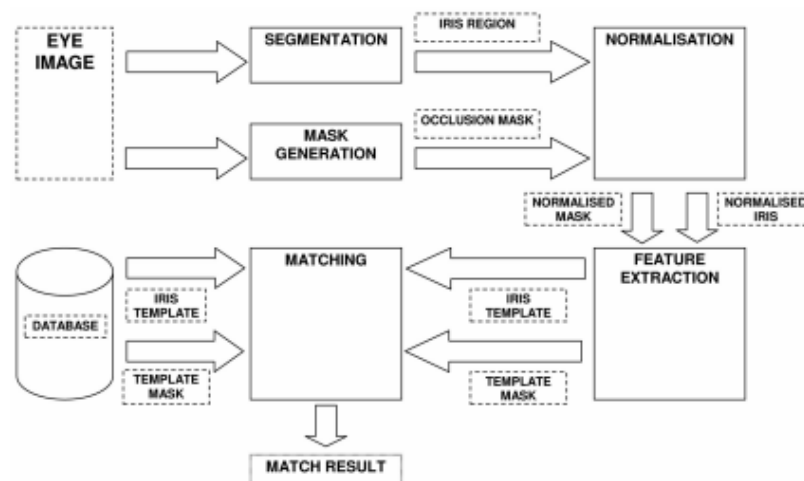 EYE
IMAGE
SEGMENTATION
IRIS REGION
NORMALISATION
MASK
GENERATION
OCCLUSION MASK
NORMALISED
MASK
NORMALISED
IRIS
DATABASE
IRIS
TEMPLATE
TEMPLATE
MASK
MATCHING
IRIS
TEMPLATE
TEMPLATE
MASK
FEATURE
EXTRACTION
MATCH RESULT